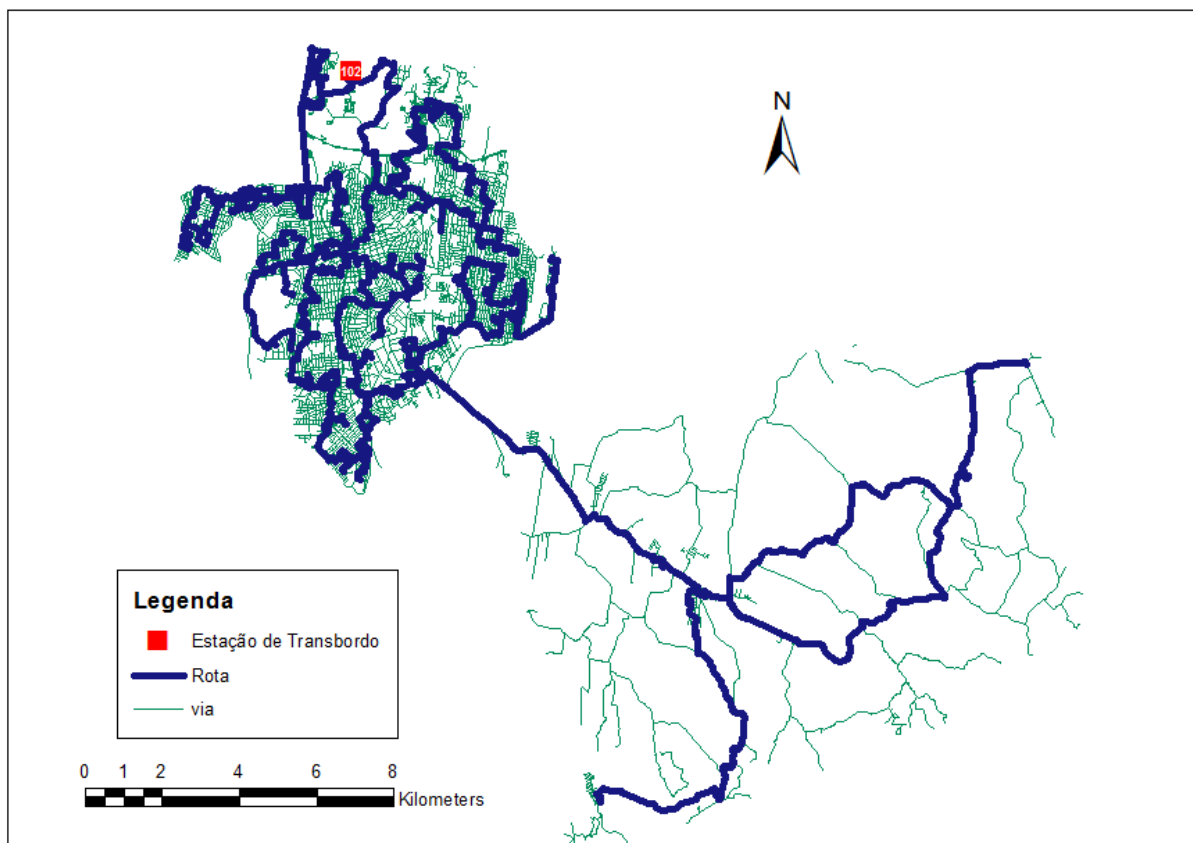 102
N
Legenda
Estação de Transbordo
Rota
via
0 1 2 4 6 8
Kilometers